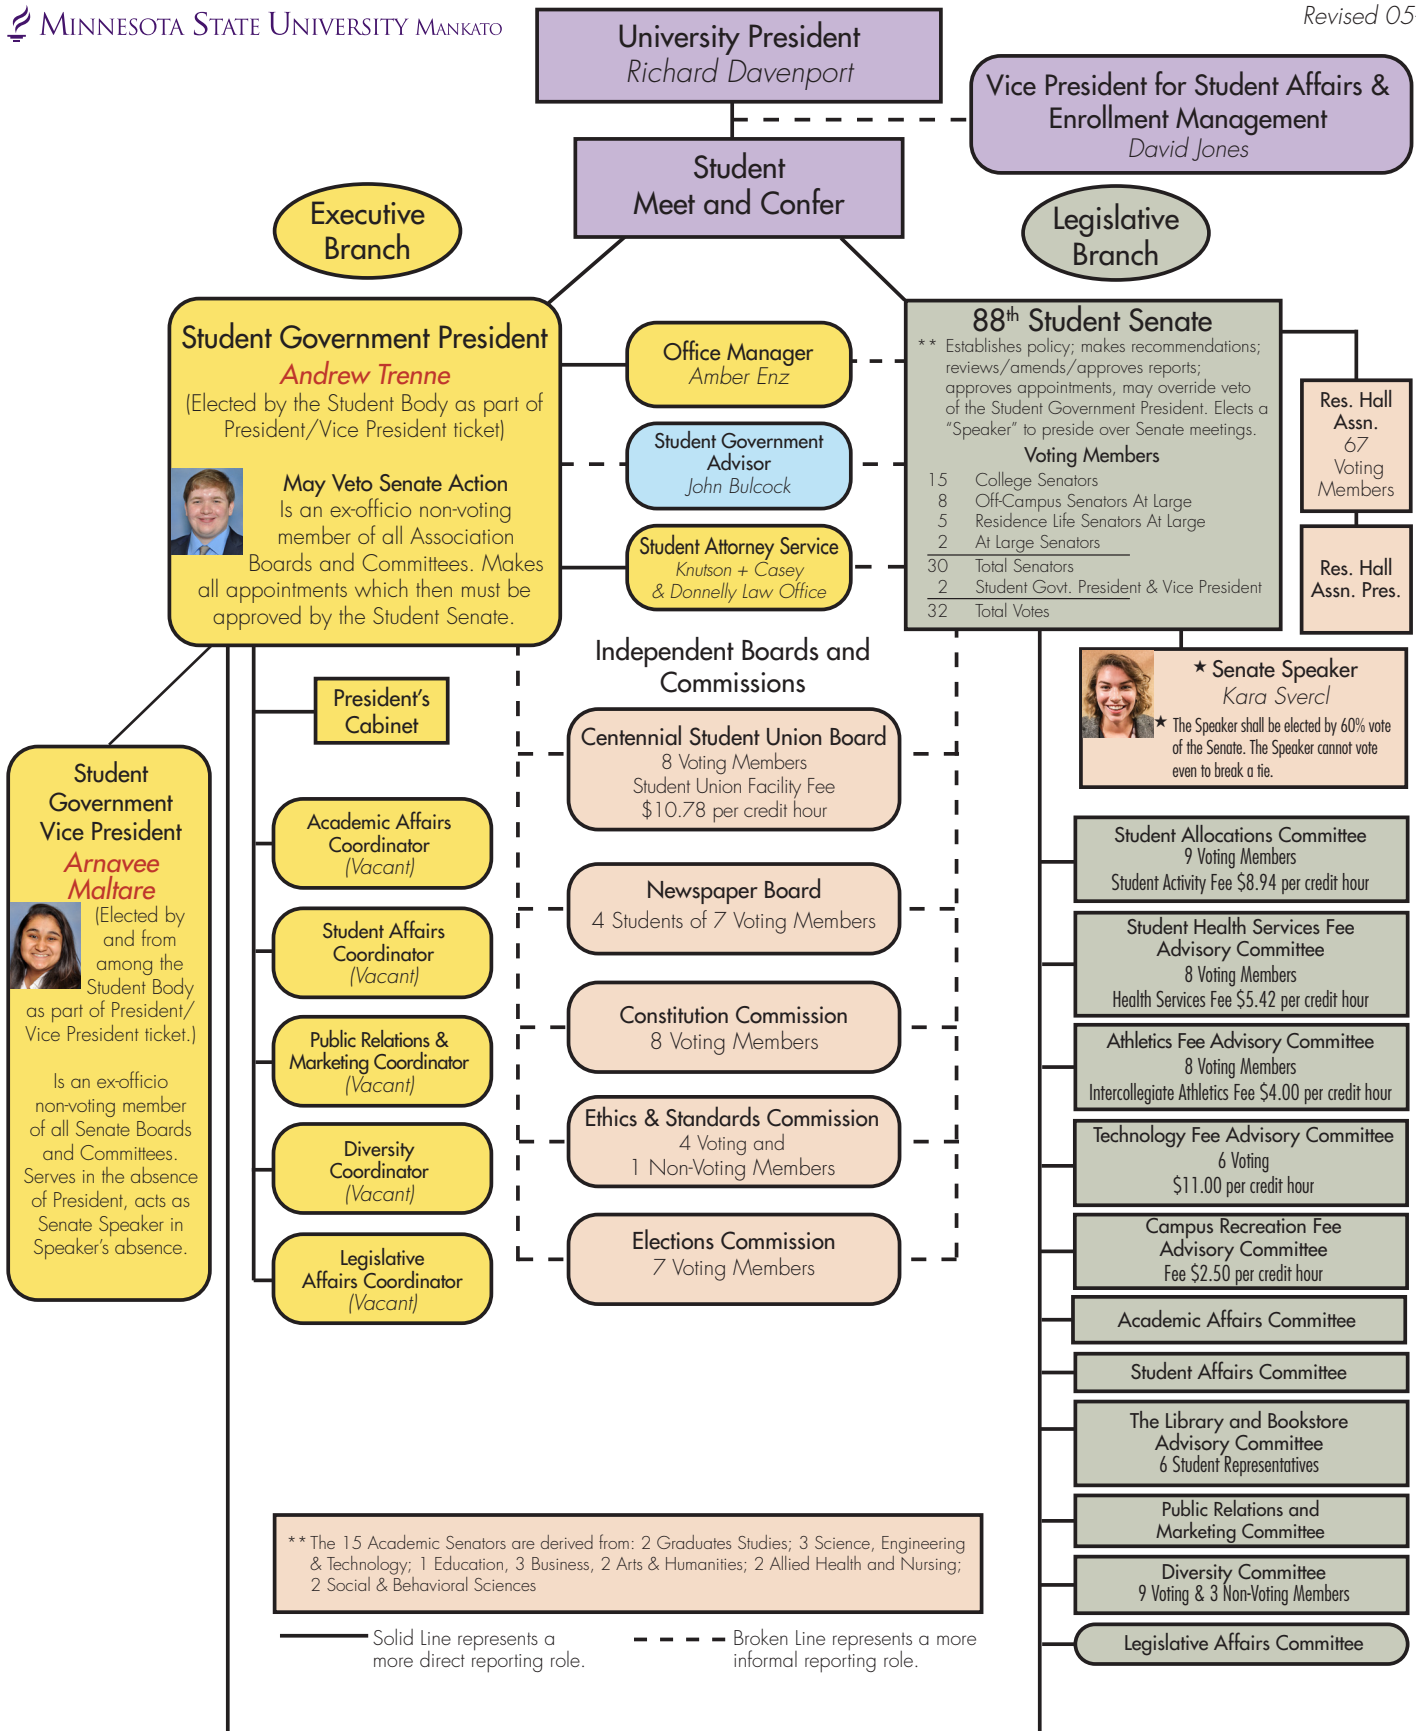 MINNESOTA STATE UNIVERSITY MANKATO
Revised 05
University President
Richard Davenport
Vice President for Student Affairs &
Enrollment Management
David Jones
Student
Meet and Confer
Executive
Branch
Legislative
Branch
Student Government President
Andrew Trenne
(Elected by the Student Body as part of
President/Vice President ticket)
May Veto Senate Action
Is an ex-officio non-voting
member of all Association
Boards and Committees. Makes
all appointments which then must be
approved by the Student Senate.
Office Manager
Amber Enz
Student Government
Advisor
John Bulcock
Student Attorney Service
Knutson + Casey
& Donnelly Law Office
88th Student Senate
** Establishes policy; makes recommendations;
reviews/amends/approves reports;
approves appointments, may override veto
of the Student Government President. Elects a
“Speaker” to preside over Senate meetings.
Voting Members
15 College Senators
8 Off-Campus Senators At Large
5 Residence Life Senators At Large
2 At Large Senators
30 Total Senators
2 Student Govt. President & Vice President
32 Total Votes
Res. Hall
Assn.
67
Voting
Members
Res. Hall
Assn. Pres.
★ Senate Speaker
Kara Svercl
★ The Speaker shall be elected by 60% vote
of the Senate. The Speaker cannot vote
even to break a tie.
Student
Government
Vice President
Arnavee
Maltare
(Elected by
and from
among the
Student Body
as part of President/
Vice President ticket.)
Is an ex-officio
non-voting member
of all Senate Boards
and Committees.
Serves in the absence
of President, acts as
Senate Speaker in
Speaker’s absence.
President’s
Cabinet
Academic Affairs
Coordinator
(Vacant)
Student Affairs
Coordinator
(Vacant)
Public Relations &
Marketing Coordinator
(Vacant)
Diversity
Coordinator
(Vacant)
Legislative
Affairs Coordinator
(Vacant)
Independent Boards and
Commissions
Centennial Student Union Board
8 Voting Members
Student Union Facility Fee
$10.78 per credit hour
Newspaper Board
4 Students of 7 Voting Members
Constitution Commission
8 Voting Members
Ethics & Standards Commission
4 Voting and
1 Non-Voting Members
Elections Commission
7 Voting Members
Student Allocations Committee
9 Voting Members
Student Activity Fee $8.94 per credit hour
Student Health Services Fee
Advisory Committee
8 Voting Members
Health Services Fee $5.42 per credit hour
Athletics Fee Advisory Committee
8 Voting Members
Intercollegiate Athletics Fee $4.00 per credit hour
Technology Fee Advisory Committee
6 Voting
$11.00 per credit hour
Campus Recreation Fee
Advisory Committee
Fee $2.50 per credit hour
Academic Affairs Committee
Student Affairs Committee
The Library and Bookstore
Advisory Committee
6 Student Representatives
Public Relations and
Marketing Committee
Diversity Committee
9 Voting & 3 Non-Voting Members
Legislative Affairs Committee
** The 15 Academic Senators are derived from: 2 Graduates Studies; 3 Science, Engineering
& Technology; 1 Education, 3 Business, 2 Arts & Humanities; 2 Allied Health and Nursing;
2 Social & Behavioral Sciences
Solid Line represents a
more direct reporting role.
Broken Line represents a more
informal reporting role.